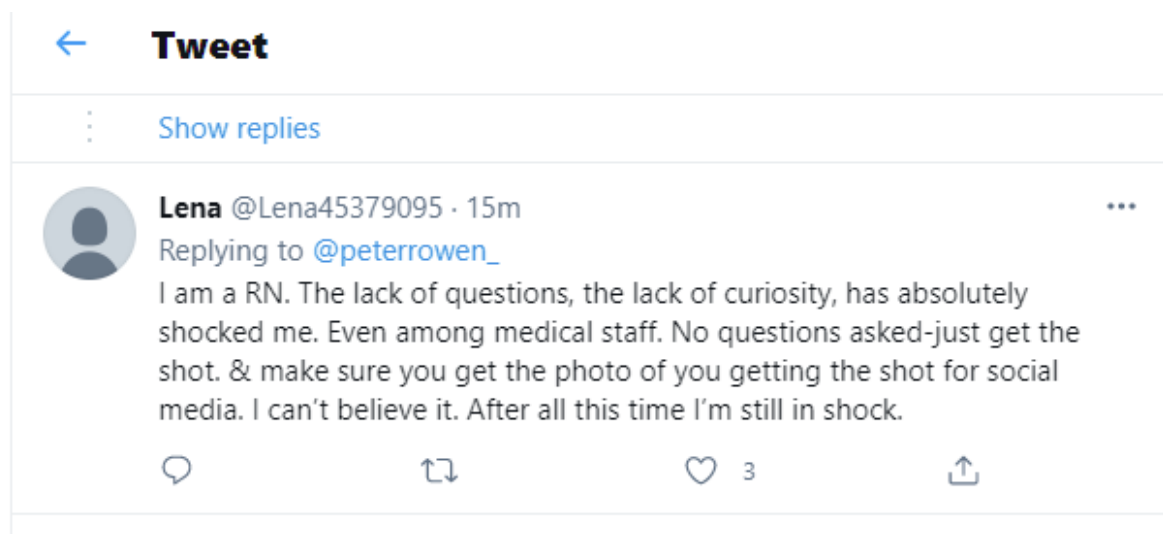 Tweet
Show replies
Lena @Lena45379095 · 15m
Replying to @peterrowen_
I am a RN. The lack of questions, the lack of curiosity, has absolutely
shocked me. Even among medical staff. No questions asked-just get the
shot. & make sure you get the photo of you getting the shot for social
media. I can't believe it. After all this time I'm still in shock.
3